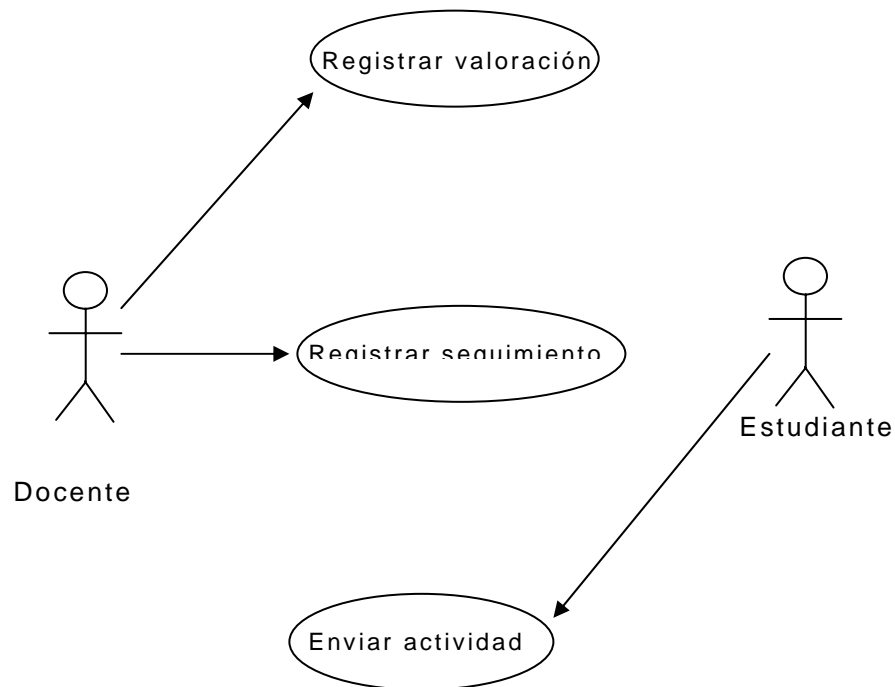 Registrar valoración
Registrar seguimiento
Estudiante
Docente
Enviar actividad